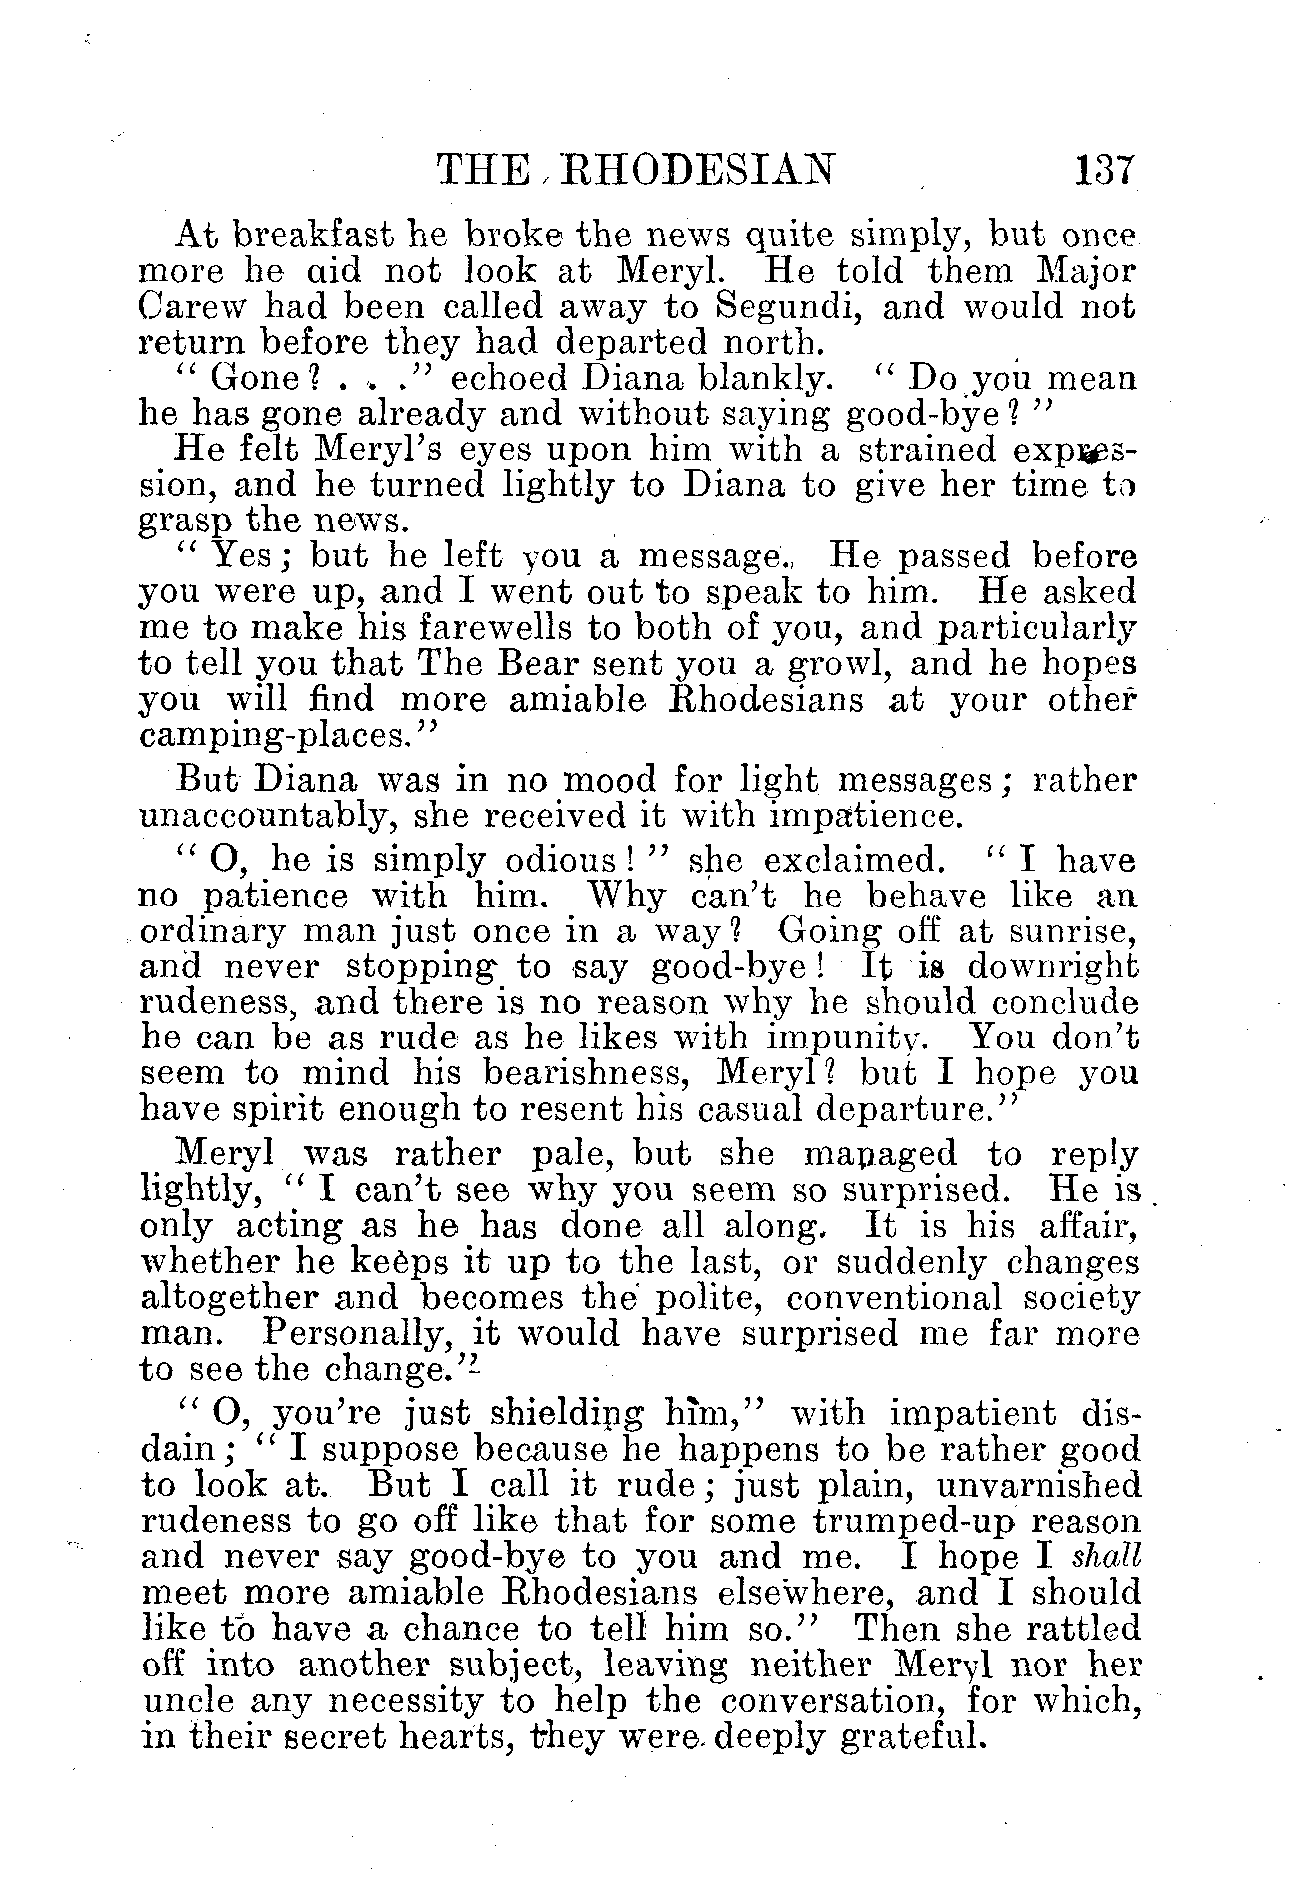 THE RHODESIAN 137
At breakfast he broke the news quite simply, but once
more he did not look at Meryl. He told them Major
Carew had been called away to Segundi, and would not
return before they had departed north.
" Gone ? . . ." echoed Diana blankly. " Do you mean
he has gone already and without saying good-bye ? "
He felt Meryl's eyes upon him with a strained expres-
sion, and he turned lightly to Diana to give her time to
grasp the news.
" Yes ; but he left you a message. He passed before
you were up, and I went out to speak to him. He asked
me to make his farewells to both of you, and particularly
to tell you that The Bear sent you a growl, and he hopes
you will find more amiable Rhodesians at your other
camping-places."
But Diana was in no mood for light messages ; rather
unaccountably, she received it with impatience.
" O, he is simply odious ! " she exclaimed. " I have
no patience with him. Why can't he behave like an
ordinary man just once in a way ? Going off at sunrise,
and never stopping to say good-bye ! It is downright
rudeness, and there is no reason why he should conclude
he can be as rude as he likes with impunity. You don't
seem to mind his bearishness, Meryl ? but I hope you
have spirit enough to resent his casual departure."
Meryl was rather pale, but she managed to reply
lightly, " I can't see why you seem so surprised. He is
only acting as he has done all along. It is his affair,
whether he keeps it up to the last, or suddenly changes
altogether and becomes the polite, conventional society
man. Personally, it would have surprised me far more
to see the change."
" O, you're just shielding him," with impatient dis-
dain ; " I suppose because he happens to be rather good
to look at. But I call it rude ; just plain, unvarnished
rudeness to go off like that for some trumped-up reason
and never say good-bye to you and me. I hope I shall
meet more amiable Rhodesians elsewhere, and I should
like to have a chance to tell him so." Then she rattled
off into another subject, leaving neither Meryl nor her
uncle any necessity to help the conversation, for which,
in their secret hearts, they were deeply grateful.